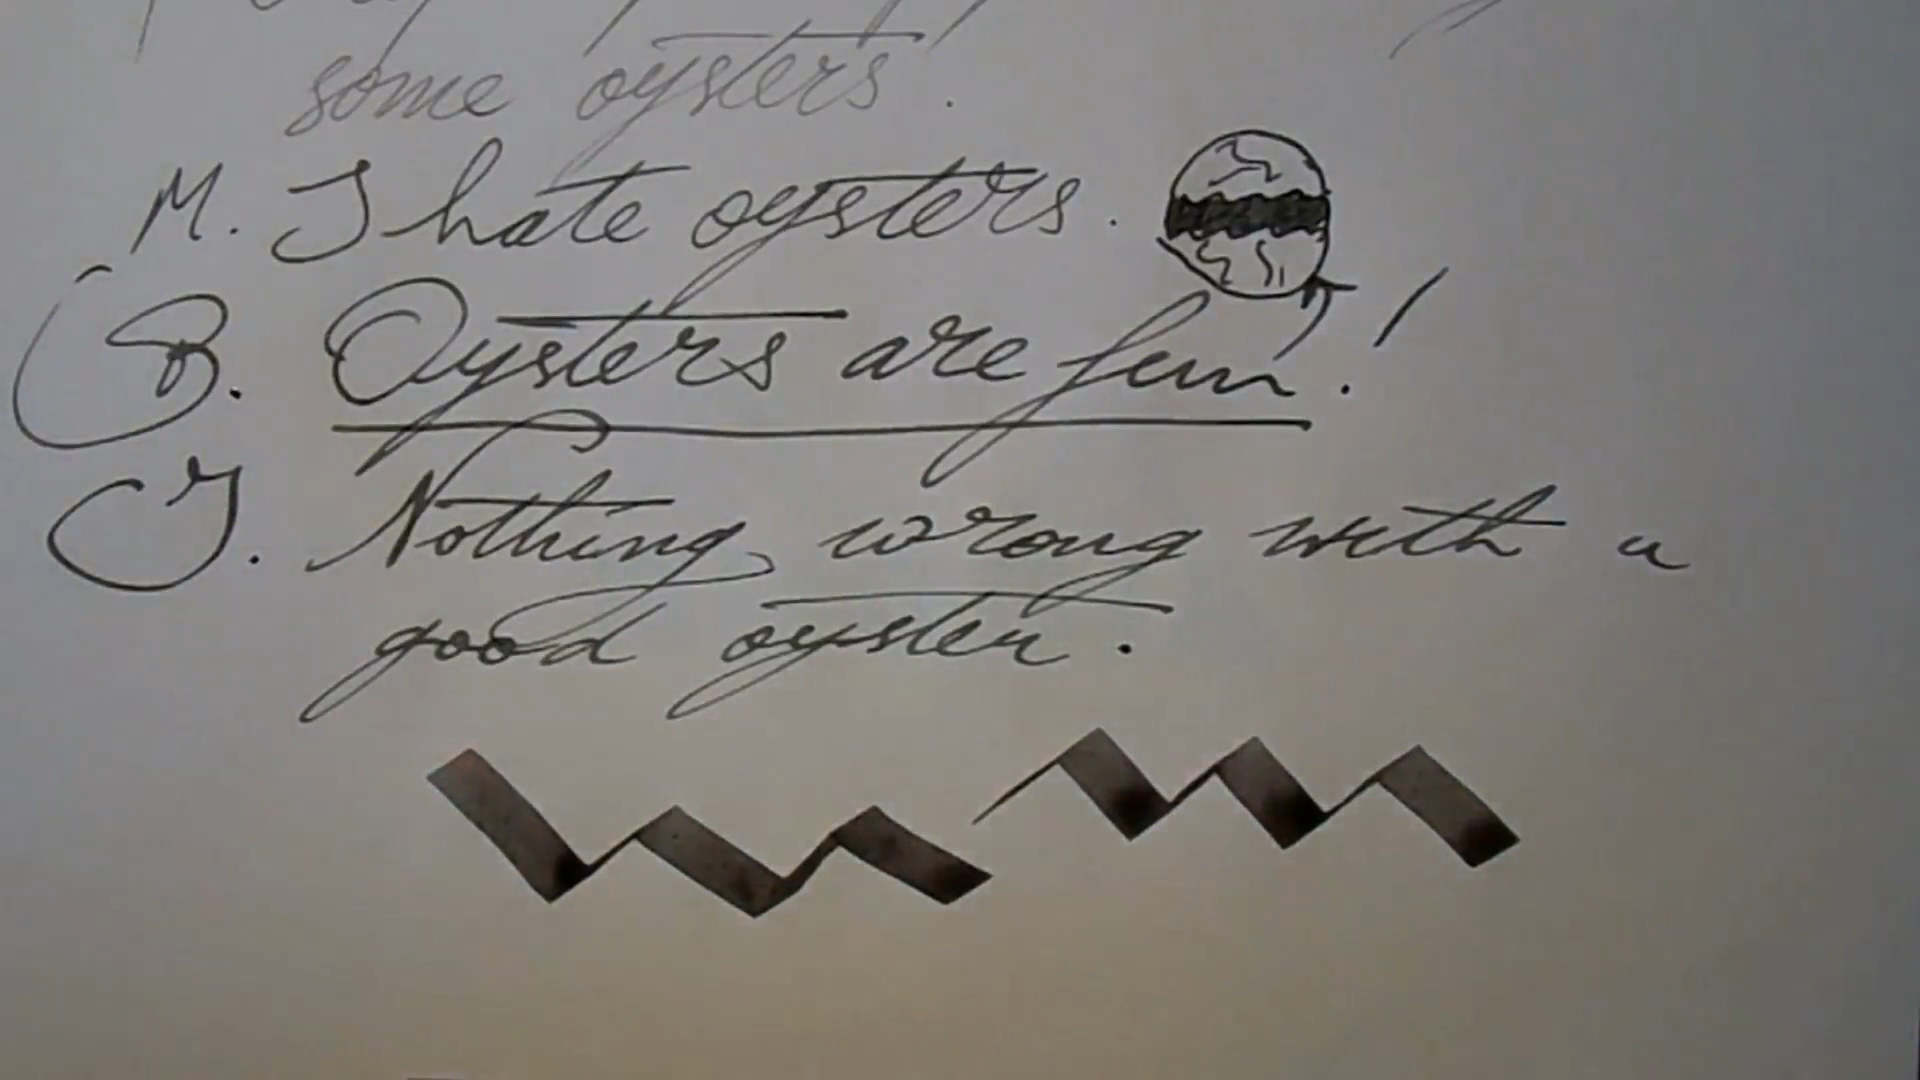 some oysters.
M. I hate oysters.
B. Oysters are fun!
J. Nothing wrong with a
good oyster.